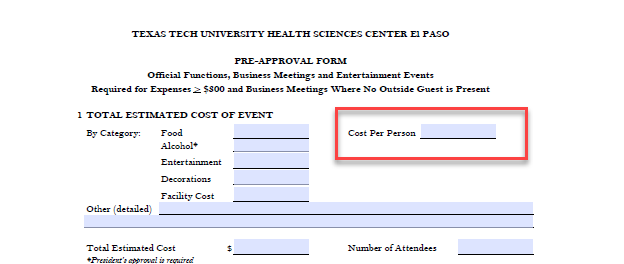 TEXAS TECH UNIVERSITY HEALTH SCIENCES CENTER El PASO
PRE-APPROVAL FORM
Official Functions, Business Meetings and Entertainment Events
Required for Expenses ≥ $800 and Business Meetings Where No Outside Guest is Present
1 TOTAL ESTIMATED COST OF EVENT
By Category: Food Cost Per Person
Alcohol*
Entertainment
Decorations
Facility Cost
Other (detailed)
Total Estimated Cost $ Number of Attendees
*President's approval is required